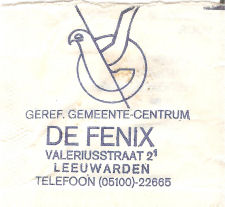 GEREF. GEMEENTE-CENTRUM
DE FENIX
VALERIUSSTRAAT 2¹
LEEUWARDEN
TELEFOON (05100)-22665